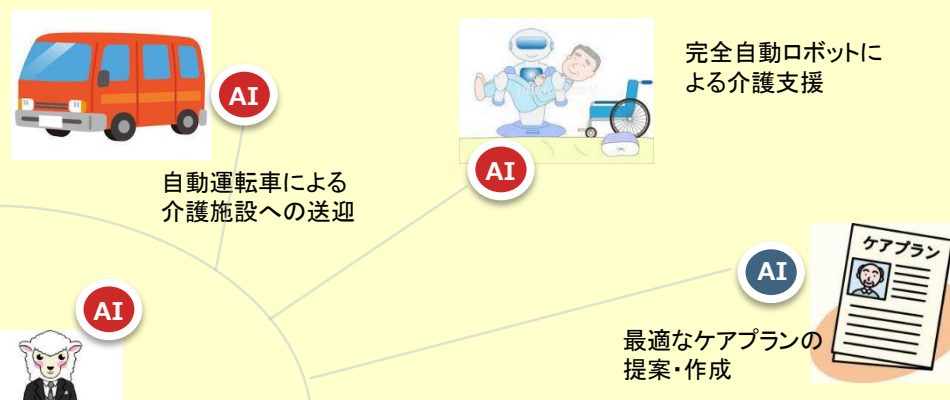 AI
自動運転車による
介護施設への送迎
AI
完全自動ロボットに
よる介護支援
AI
AI
ケアプラン
最適なケアプランの
提案・作成